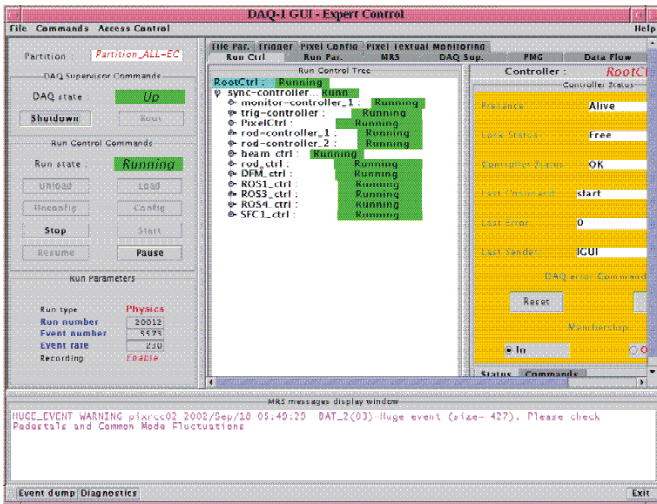 DAQ-1 GUI - Expert Control
File Commands Access Control Help
Partition Partition_ALL-EC
DAQ Supervisor Commands
DAQ state Up
Shutdown Boot
Run Control Commands
Run state : Running
Unload Load
Unconfig Config
Stop Start
Resume Pause
Run Parameters
Run type Physics
Run number 20012
Event number 5573
Event rate 230
Recording Enable
File Par. Trigger Pixel Config Pixel Textual Monitoring
Run Ctrl Run Par. MRS DAQ Sup. PMG Data Flow
Run Control Tree
RootCtrl : Running
sync-controller... Runn
monitor-controller_1 : Running
trig-controller : Running
PixelCtrl : Running
rod-controller_1 : Running
rod-controller_2 : Running
beam_ctrl : Running
rod_ctrl : Running
DFM_ctrl : Running
ROS1_ctrl : Running
ROS3_ctrl : Running
ROS4_ctrl : Running
SFC1_ctrl : Running
Controller : RootCt
Controller Status
Presence Alive
Lock Status Free
Controller Status OK
Last Command start
Last Error 0
Last Sender IGUI
DAQ error Command
Reset
Membership
In O
Status Commands
MRS messages display window
HUGE_EVENT WARNING pixrcc02 2002/Sep/18 05:49:29 DAT_2(03)-Huge event (size= 427). Please check
Pedestals and Common Mode Fluctuations
Event dump Diagnostics Exit